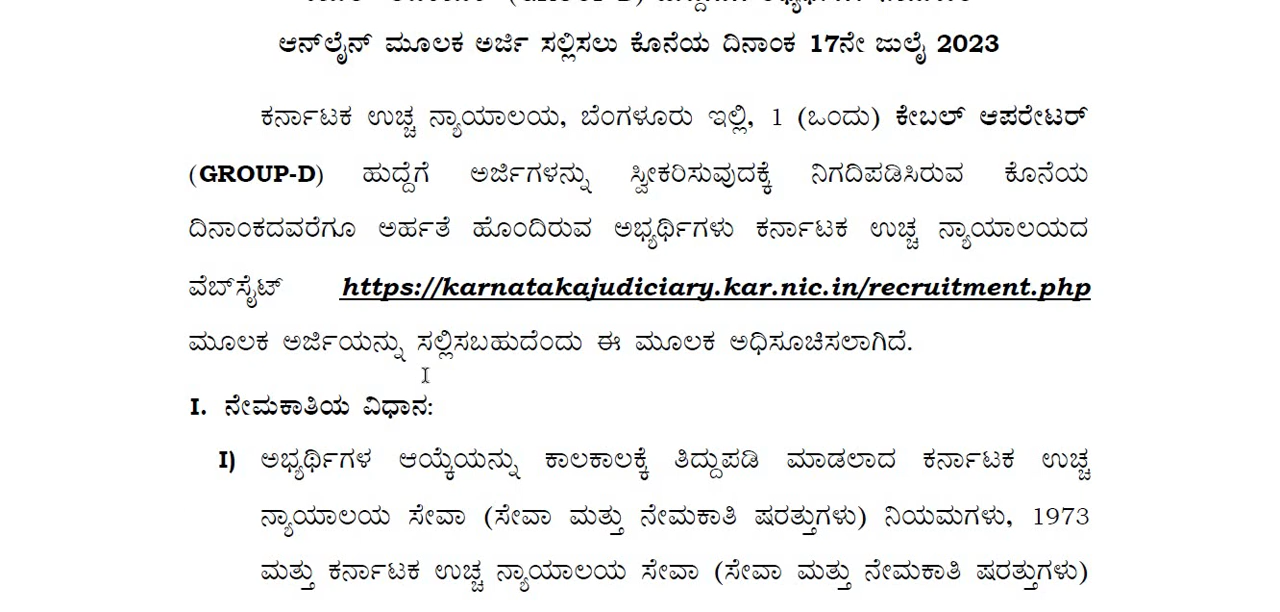 (GROUP-D)
ಆನ್‌ಲೈನ್ ಮೂಲಕ ಅರ್ಜಿ ಸಲ್ಲಿಸಲು ಕೊನೆಯ ದಿನಾಂಕ 17ನೇ ಜುಲೈ 2023
ಕರ್ನಾಟಕ ಉಚ್ಚ ನ್ಯಾಯಾಲಯ, ಬೆಂಗಳೂರು ಇಲ್ಲಿ, 1 (ಒಂದು) ಕೇಬಲ್ ಆಪರೇಟರ್
(GROUP-D) ಹುದ್ದೆಗೆ ಅರ್ಜಿಗಳನ್ನು ಸ್ವೀಕರಿಸುವುದಕ್ಕೆ ನಿಗದಿಪಡಿಸಿರುವ ಕೊನೆಯ
ದಿನಾಂಕದವರೆಗೂ ಅರ್ಹತೆ ಹೊಂದಿರುವ ಅಭ್ಯರ್ಥಿಗಳು ಕರ್ನಾಟಕ ಉಚ್ಚ ನ್ಯಾಯಾಲಯದ
ವೆಬ್‌ಸೈಟ್ https://karnatakajudiciary.kar.nic.in/recruitment.php
ಮೂಲಕ ಅರ್ಜಿಯನ್ನು ಸಲ್ಲಿಸಬಹುದೆಂದು ಈ ಮೂಲಕ ಅಧಿಸೂಚಿಸಲಾಗಿದೆ.
I. ನೇಮಕಾತಿಯ ವಿಧಾನ:
I) ಅಭ್ಯರ್ಥಿಗಳ ಆಯ್ಕೆಯನ್ನು ಕಾಲಕಾಲಕ್ಕೆ ತಿದ್ದುಪಡಿ ಮಾಡಲಾದ ಕರ್ನಾಟಕ ಉಚ್ಚ
ನ್ಯಾಯಾಲಯ ಸೇವಾ (ಸೇವಾ ಮತ್ತು ನೇಮಕಾತಿ ಷರತ್ತುಗಳು) ನಿಯಮಗಳು, 1973
ಮತ್ತು ಕರ್ನಾಟಕ ಉಚ್ಚ ನ್ಯಾಯಾಲಯ ಸೇವಾ (ಸೇವಾ ಮತ್ತು ನೇಮಕಾತಿ ಷರತ್ತುಗಳು)